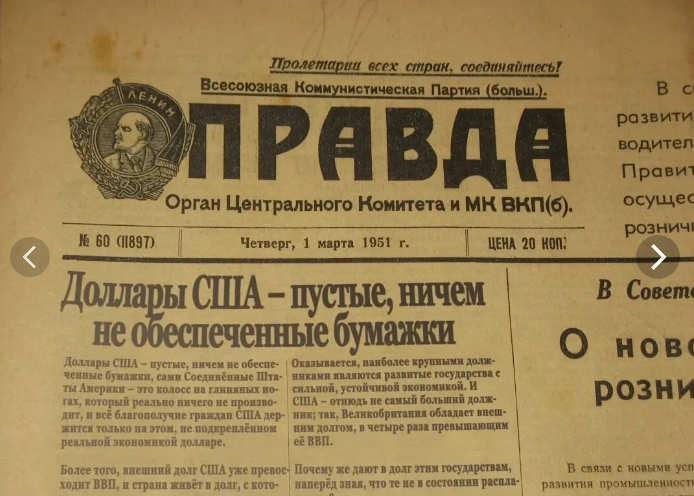 Пролетарии всех стран, соединяйтесь!
Всесоюзная Коммунистическая Партия (больш.).
ЛЕНИН
ПРАВДА
Орган Центрального Комитета и МК ВКП(б).
№ 60 (11897)
Четверг, 1 марта 1951 г.
ЦЕНА 20 КОП.
Доллары США – пустые, ничем
не обеспеченные бумажки
Доллары США – пустые, ничем не обеспе-
ченные бумажки, сами Соединённые Шта-
ты Америки – это колосс на глиняных но-
гах, который реально ничего не произво-
дит, и всё благополучие граждан США дер-
жится только на этом, не подкреплённом
реальной экономикой долларе.
Более того, внешний долг США уже превос-
ходит ВВП, и страна живёт в долг, с кото-
Оказывается, наиболее крупными долж-
никами являются развитые государства с
сильной, устойчивой экономикой. И
США – отнюдь не самый больший долж-
ник; так, Великобритания обладает внеш-
ним долгом, в четыре раза превышающим
её ВВП.
Почему же дают в долг этим государствам,
наперёд зная, что те не в состоянии распла-
В с
развити
водител
Правит
осущес
розничн
В Совете
О ново
розни
В связи с новыми усп
развития промышленност